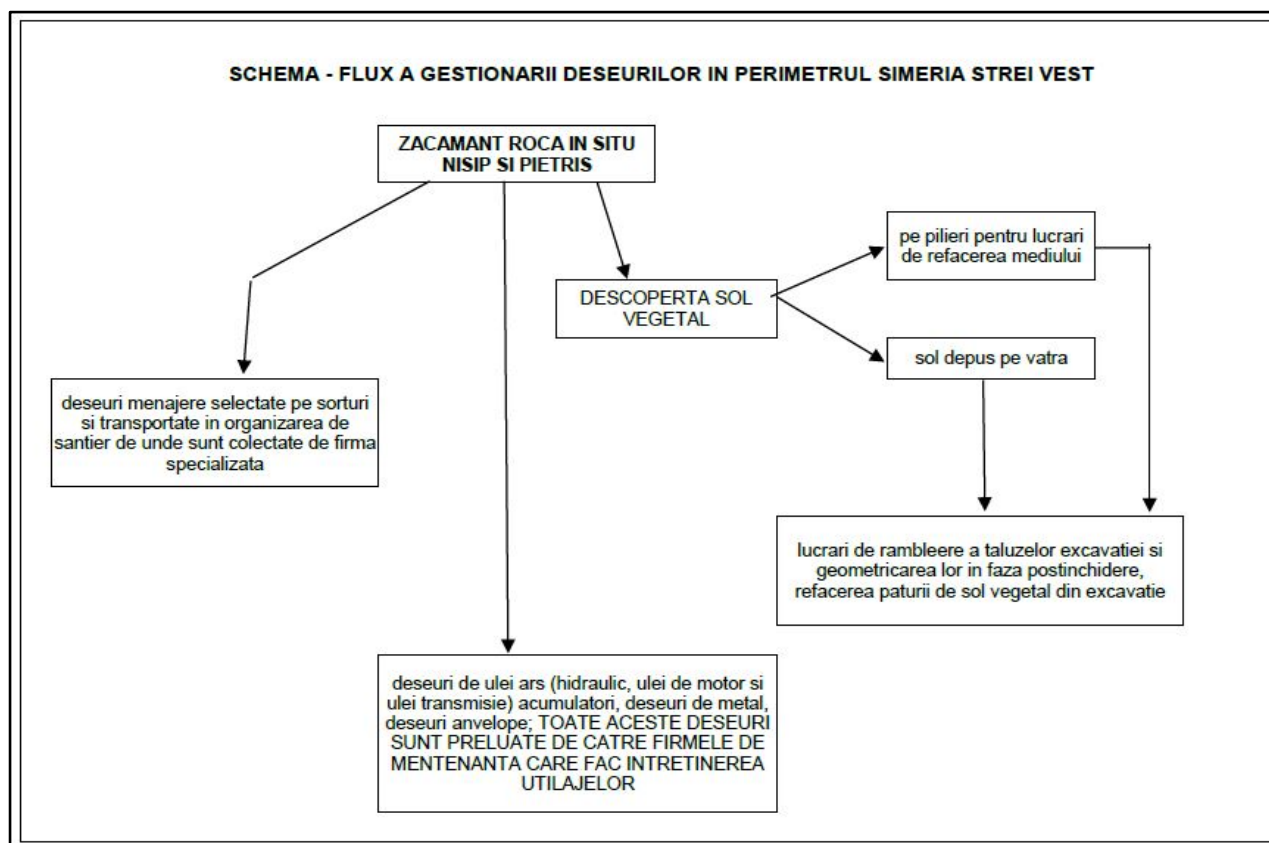 SCHEMA - FLUX A GESTIONARII DESEURILOR IN PERIMETRUL SIMERIA STREI VEST
ZACAMANT ROCA IN SITU
NISIP SI PIETRIS
pe pilieri pentru lucrari
de refacerea mediului
DESCOPERTA SOL
VEGETAL
sol depus pe vatra
deseuri menajere selectate pe sorturi
si transportate in organizarea de
santier de unde sunt colectate de firma
specializata
lucrari de rambleere a taluzelor excavatiei si
geometricarea lor in faza postinchidere,
refacerea paturii de sol vegetal din excavatie
deseuri de ulei ars (hidraulic, ulei de motor si
ulei transmisie) acumulatori, deseuri de metal,
deseuri anvelope; TOATE ACESTE DESEURI
SUNT PRELUATE DE CATRE FIRMELE DE
MENTENANTA CARE FAC INTRETINEREA
UTILAJELOR